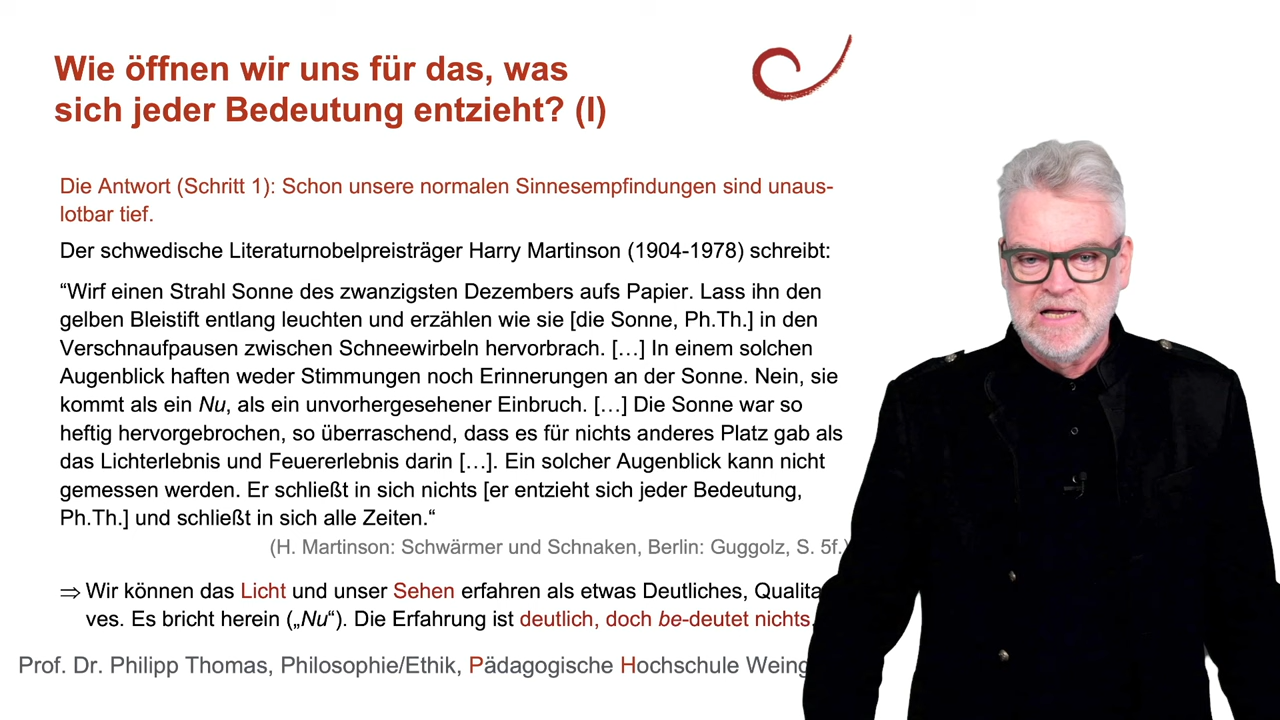 Wie öffnen wir uns für das, was
sich jeder Bedeutung entzieht? (I)
Die Antwort (Schritt 1): Schon unsere normalen Sinnesempfindungen sind unaus-
lotbar tief.
Der schwedische Literaturnobelpreisträger Harry Martinson (1904-1978) schreibt:
“Wirf einen Strahl Sonne des zwanzigsten Dezembers aufs Papier. Lass ihn den
gelben Bleistift entlang leuchten und erzählen wie sie [die Sonne, Ph.Th.] in den
Verschnaufpausen zwischen Schneewirbeln hervorbrach. […] In einem solchen
Augenblick haften weder Stimmungen noch Erinnerungen an der Sonne. Nein, sie
kommt als ein Nu, als ein unvorhergesehener Einbruch. […] Die Sonne war so
heftig hervorgebrochen, so überraschend, dass es für nichts anderes Platz gab als
das Lichterlebnis und Feuererlebnis darin […]. Ein solcher Augenblick kann nicht
gemessen werden. Er schließt in sich nichts [er entzieht sich jeder Bedeutung,
Ph.Th.] und schließt in sich alle Zeiten.“
(H. Martinson: Schwärmer und Schnaken, Berlin: Guggolz, S. 5f.)
⇒ Wir können das Licht und unser Sehen erfahren als etwas Deutliches, Qualita
ves. Es bricht herein („Nu“). Die Erfahrung ist deutlich, doch be-deutet nichts.
Prof. Dr. Philipp Thomas, Philosophie/Ethik, Pädagogische Hochschule Weing